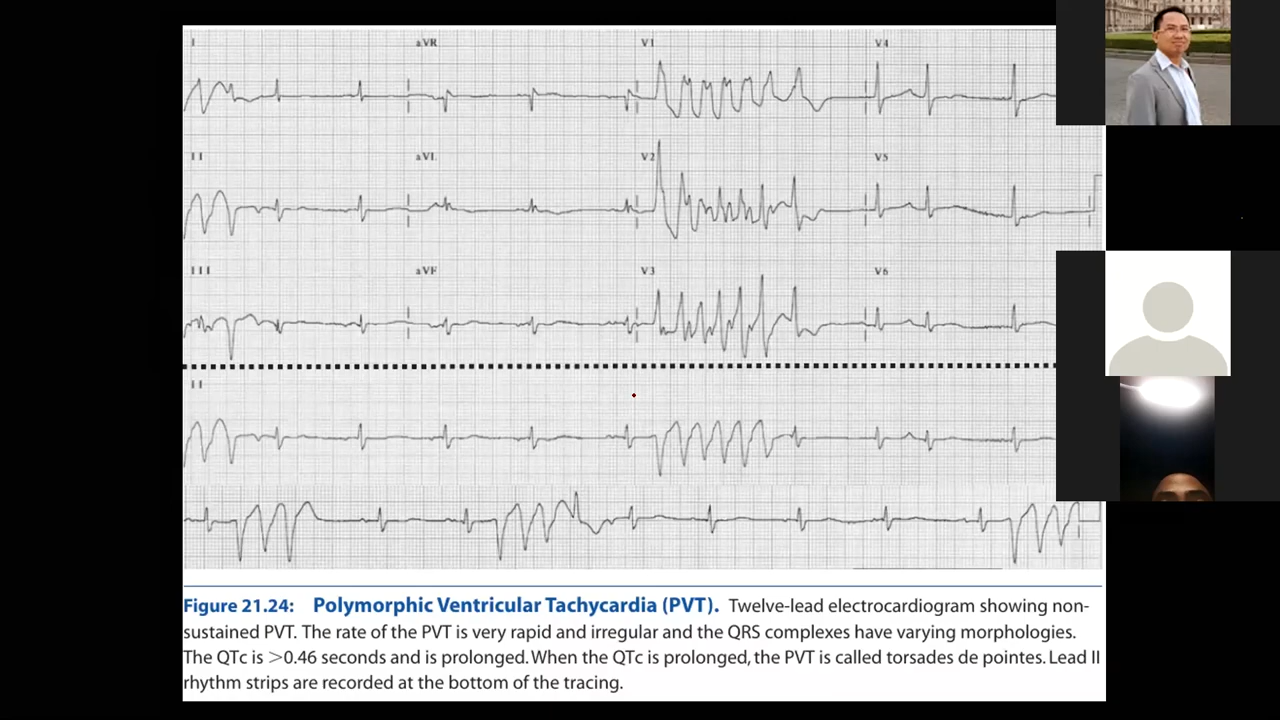 I aVR V1 V4
II aVL V2 V5
III aVF V3 V6
II
Figure 21.24: Polymorphic Ventricular Tachycardia (PVT). Twelve-lead electrocardiogram showing non-
sustained PVT. The rate of the PVT is very rapid and irregular and the QRS complexes have varying morphologies.
The QTc is >0.46 seconds and is prolonged. When the QTc is prolonged, the PVT is called torsades de pointes. Lead II
rhythm strips are recorded at the bottom of the tracing.